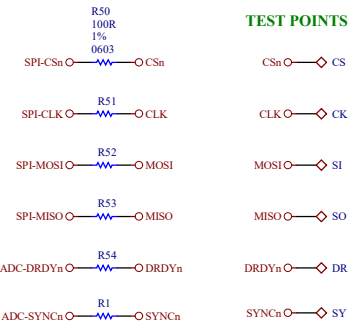 R50
100R
1%
0603
TEST POINTS
SPI-CSn CSn CSn CS
R51
SPI-CLK CLK CLK CK
R52
SPI-MOSI MOSI MOSI SI
R53
SPI-MISO MISO MISO SO
R54
ADC-DRDYn DRDYn DRDYn DR
R1
ADC-SYNCn SYNCn SYNCn SY